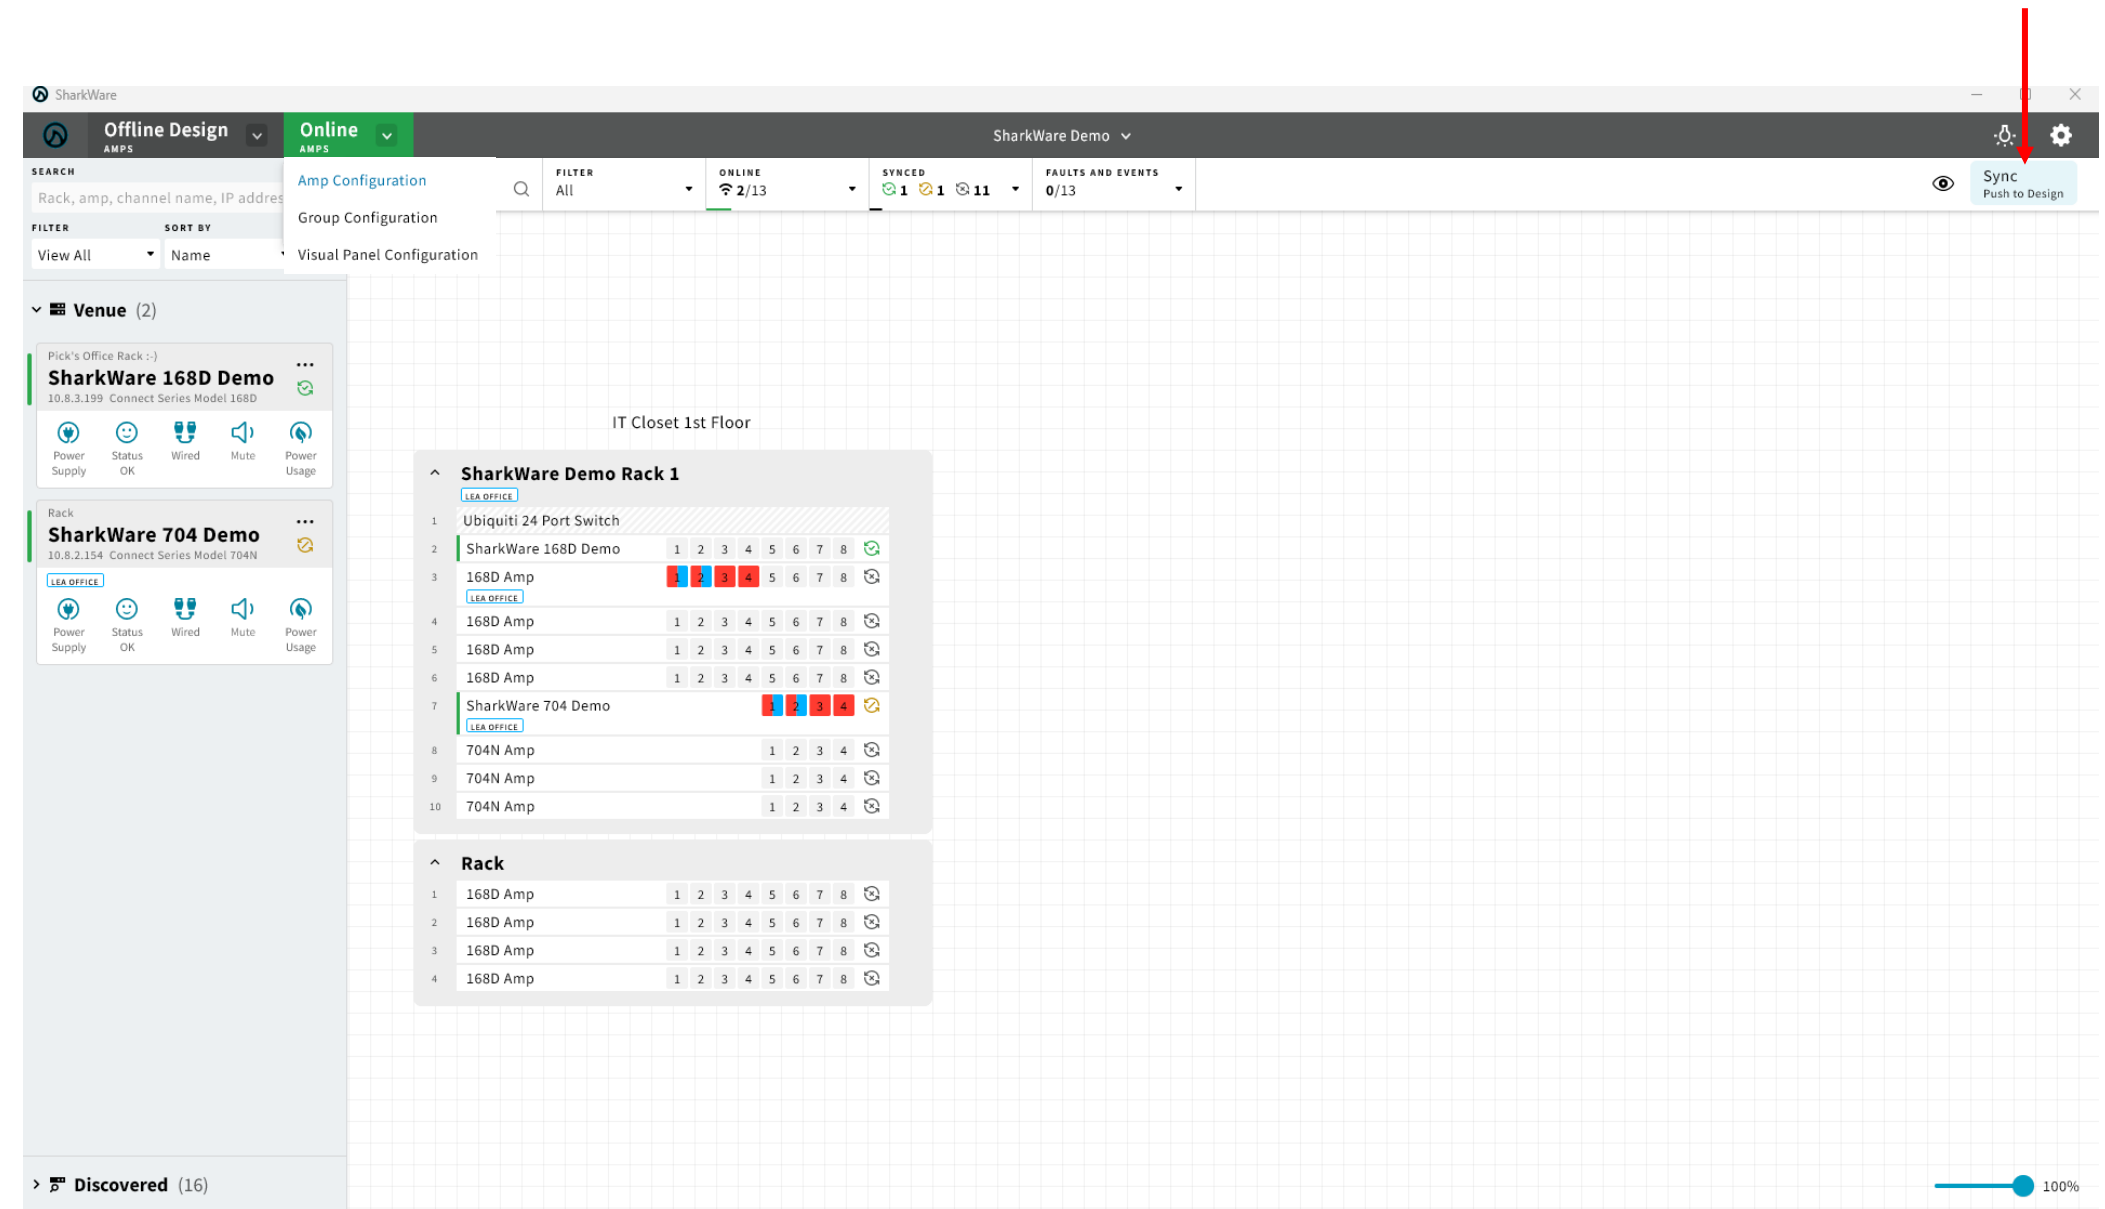 SharkWare
Offline Design
AMPS
Online
AMPS
SharkWare Demo
SEARCH
Rack, amp, channel name, IP addres
FILTER
View All
SORT BY
Name
Amp Configuration
Group Configuration
Visual Panel Configuration
FILTER
All
ONLINE
2/13
SYNCED
1 1 11
FAULTS AND EVENTS
0/13
Sync
Push to Design
Venue (2)
Pick's Office Rack :-)
SharkWare 168D Demo
10.8.3.199 Connect Series Model 168D
Power Supply
Status OK
Wired
Mute
Power Usage
Rack
SharkWare 704 Demo
10.8.2.154 Connect Series Model 704N
LEA OFFICE
Power Supply
Status OK
Wired
Mute
Power Usage
Discovered (16)
IT Closet 1st Floor
SharkWare Demo Rack 1
LEA OFFICE
1 Ubiquiti 24 Port Switch
2 SharkWare 168D Demo 1 2 3 4 5 6 7 8
3 168D Amp 1 2 3 4 5 6 7 8
LEA OFFICE
4 168D Amp 1 2 3 4 5 6 7 8
5 168D Amp 1 2 3 4 5 6 7 8
6 168D Amp 1 2 3 4 5 6 7 8
7 SharkWare 704 Demo 1 2 3 4
LEA OFFICE
8 704N Amp 1 2 3 4
9 704N Amp 1 2 3 4
10 704N Amp 1 2 3 4
Rack
1 168D Amp 1 2 3 4 5 6 7 8
2 168D Amp 1 2 3 4 5 6 7 8
3 168D Amp 1 2 3 4 5 6 7 8
4 168D Amp 1 2 3 4 5 6 7 8
100%